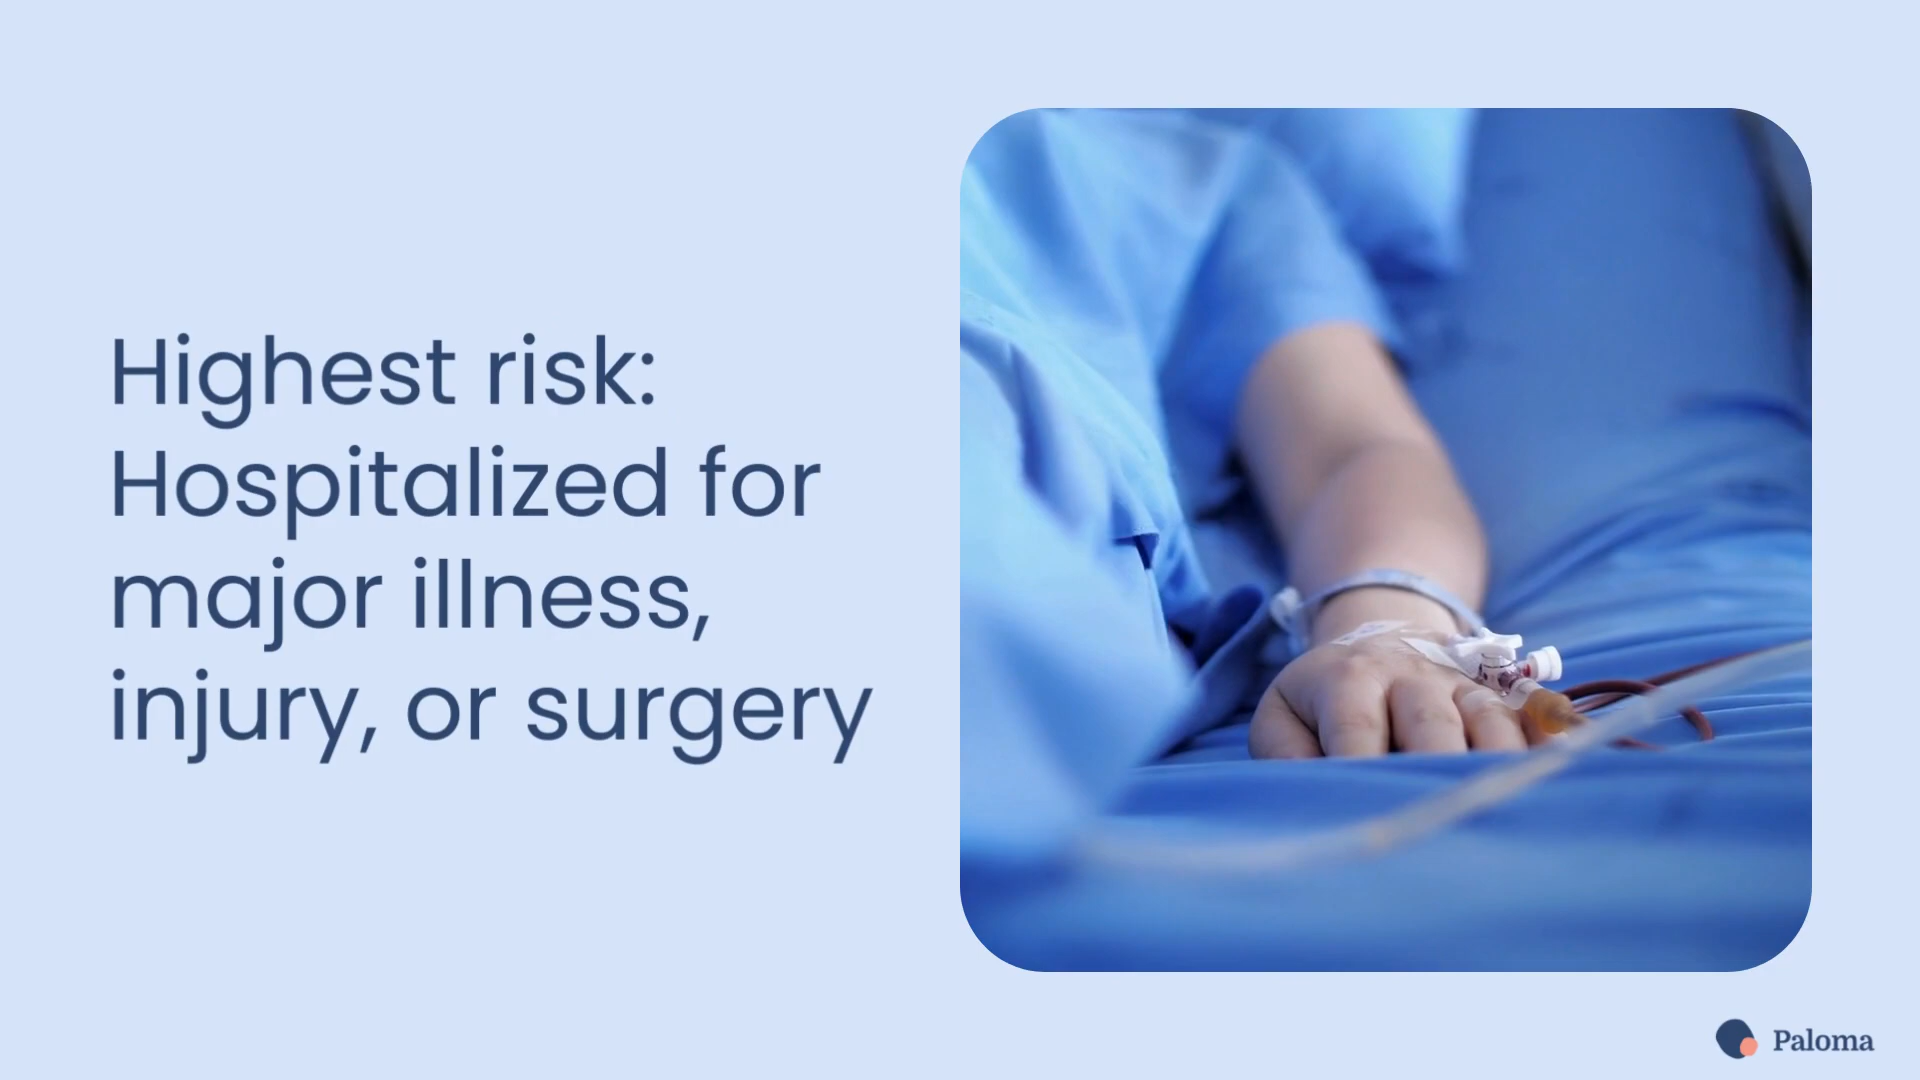 Highest risk:
Hospitalized for
major illness,
injury, or surgery
Paloma